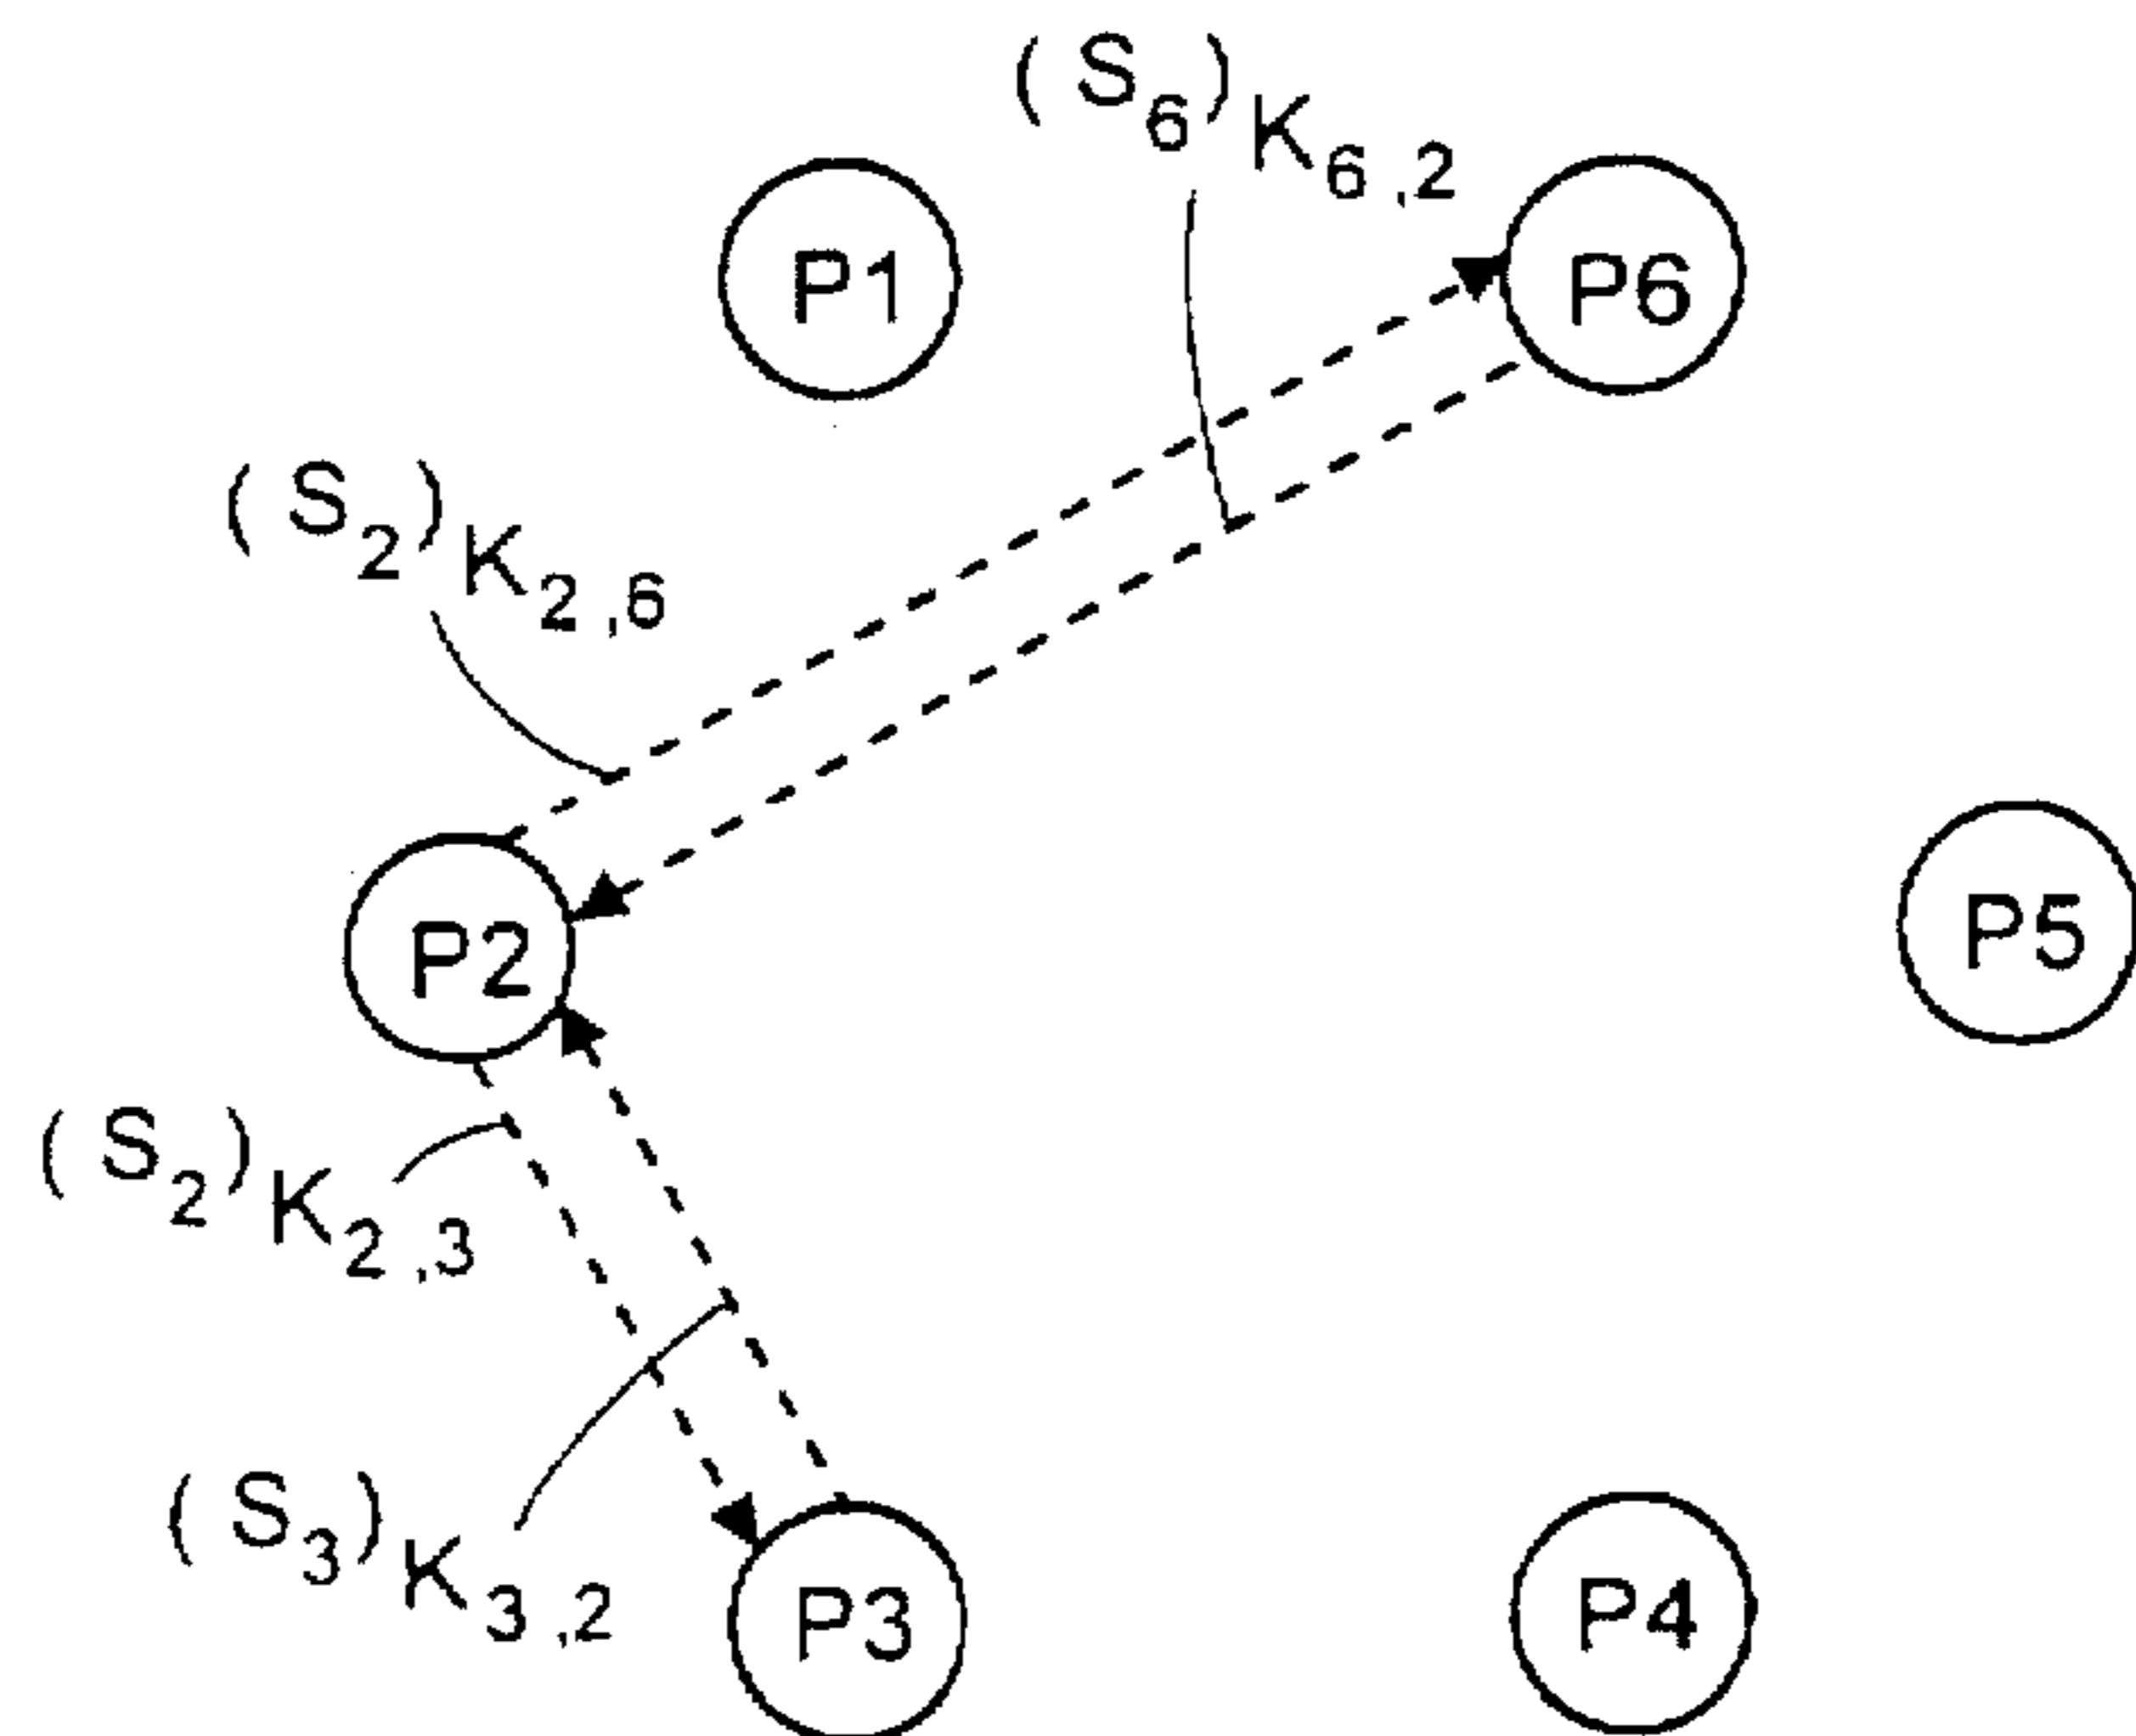 (S₆)K₆,₂
P1
P6
(S₂)K₂,₆
P2
P5
(S₂)K₂,₃
(S₃)K₃,₂
P3
P4